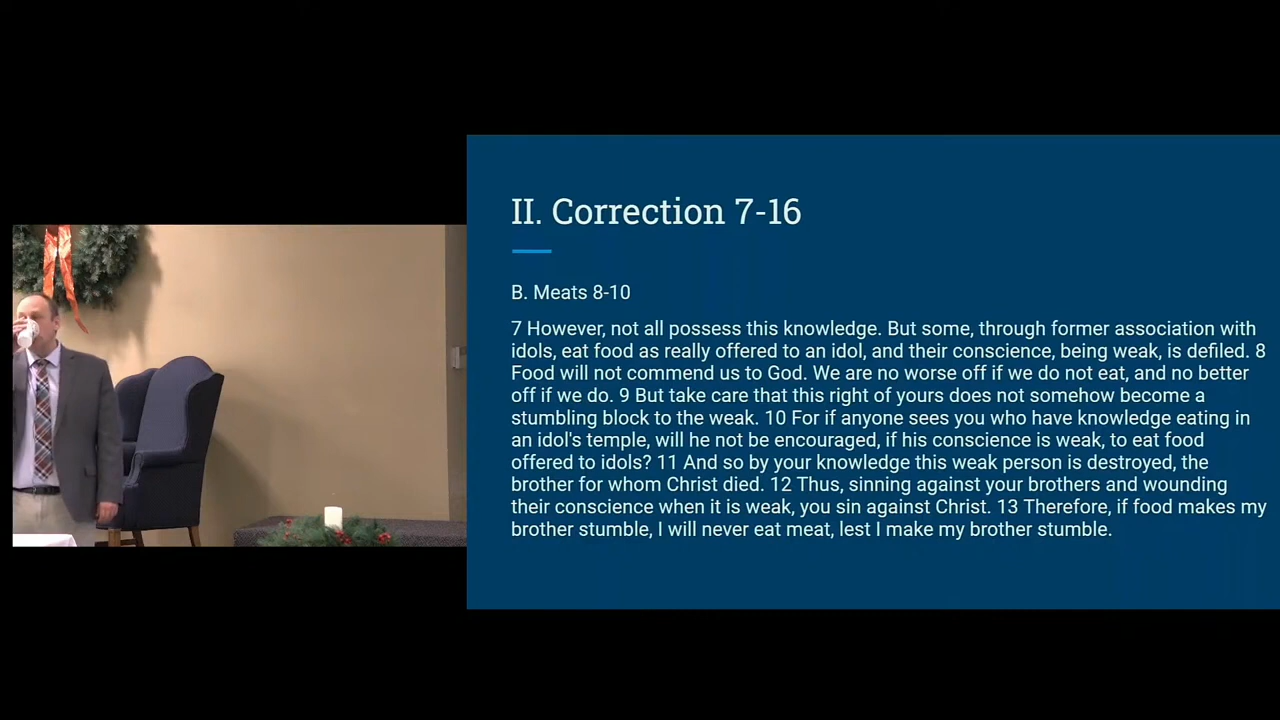 II. Correction 7-16
B. Meats 8-10
7 However, not all possess this knowledge. But some, through former association with
idols, eat food as really offered to an idol, and their conscience, being weak, is defiled. 8
Food will not commend us to God. We are no worse off if we do not eat, and no better
off if we do. 9 But take care that this right of yours does not somehow become a
stumbling block to the weak. 10 For if anyone sees you who have knowledge eating in
an idol's temple, will he not be encouraged, if his conscience is weak, to eat food
offered to idols? 11 And so by your knowledge this weak person is destroyed, the
brother for whom Christ died. 12 Thus, sinning against your brothers and wounding
their conscience when it is weak, you sin against Christ. 13 Therefore, if food makes my
brother stumble, I will never eat meat, lest I make my brother stumble.